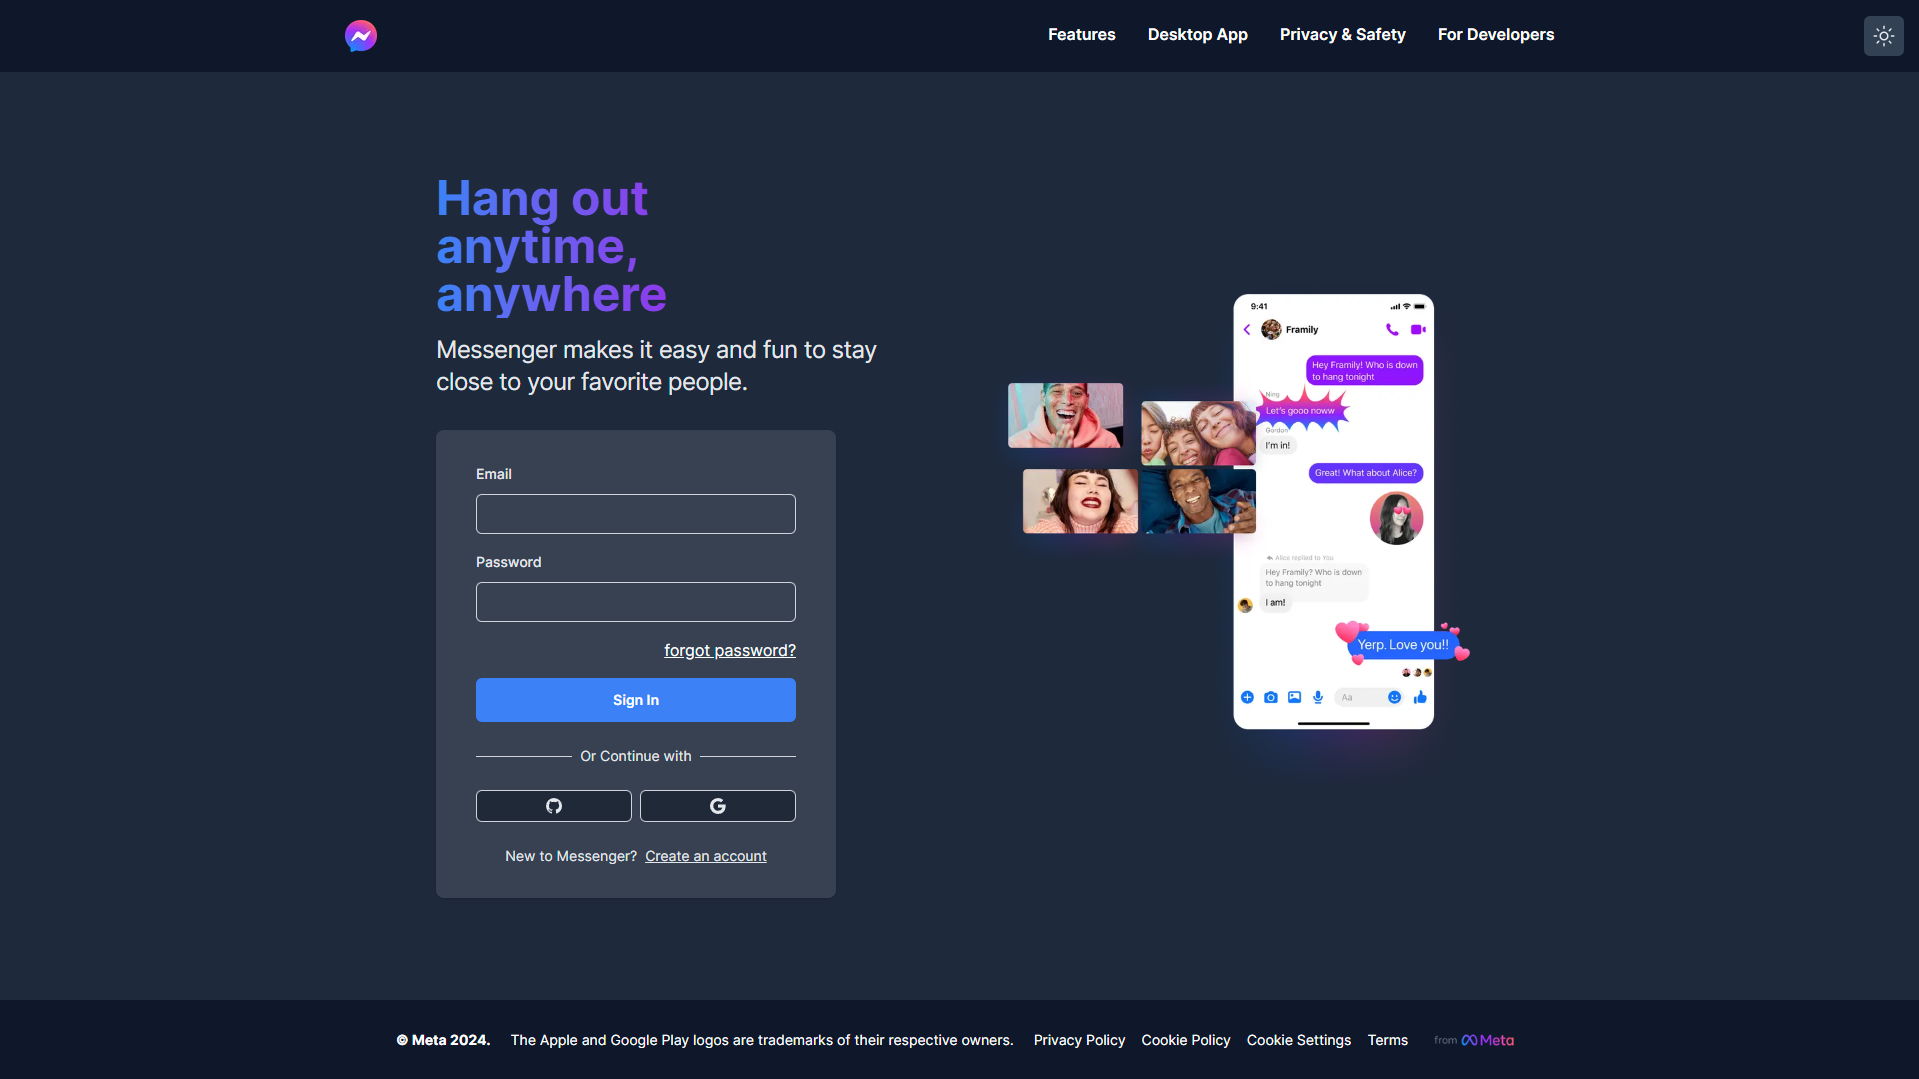 Features Desktop App Privacy & Safety For Developers
Hang out
anytime,
anywhere
Messenger makes it easy and fun to stay
close to your favorite people.
Email
Password
forgot password?
Sign In
Or Continue with
New to Messenger? Create an account
9:41
Framily
Hey Framily! Who is down
to hang tonight
Ning
Let's gooo noww
Gordon
I'm in!
Great! What about Alice?
Alice replied to You
Hey Framily? Who is down
to hang tonight
I am!
Yerp. Love you!!
Aa
© Meta 2024. The Apple and Google Play logos are trademarks of their respective owners. Privacy Policy Cookie Policy Cookie Settings Terms from Meta